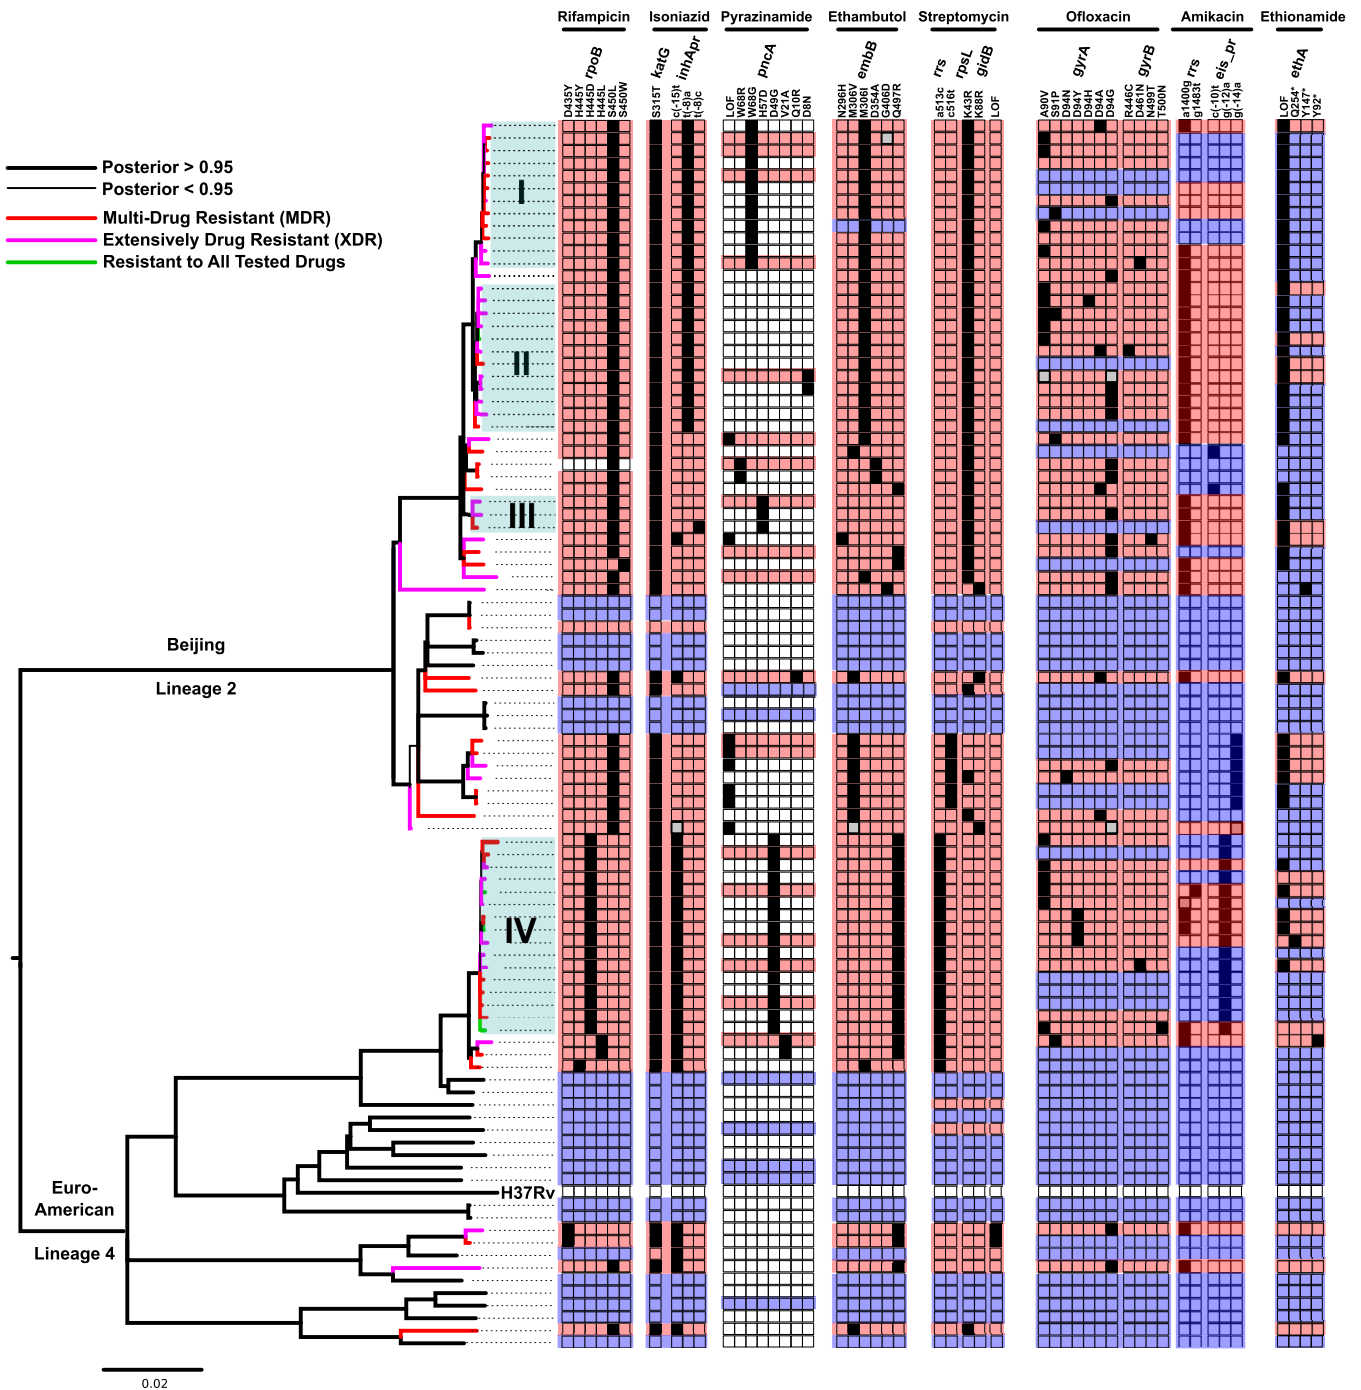 Rifampicin Isoniazid Pyrazinamide Ethambutol Streptomycin Ofloxacin Amikacin Ethionamide
rpoB katG inhApr pncA embB rrs rpsL gidB gyrA gyrB rrs eis_pr ethA
D435Y H445Y H445D H445L S450L S450W S315T c(-15)t t(-8)a t(-8)c LOF W68R W68G H57D D49G V21A Q10R D8N N296H M306V M306I D354A G406D Q497R a513c c516t K43R K88R LOF A90V S91P D94N D94Y D94H D94A D94G R446C D461N N499T T500N a1400g g1483t c(-10)t g(-12)a g(-14)a LOF Q254* Y147* Y92*
Posterior > 0.95
Posterior < 0.95
Multi-Drug Resistant (MDR)
Extensively Drug Resistant (XDR)
Resistant to All Tested Drugs
I
II
III
Beijing
Lineage 2
IV
Euro-
American
H37Rv
Lineage 4
0.02